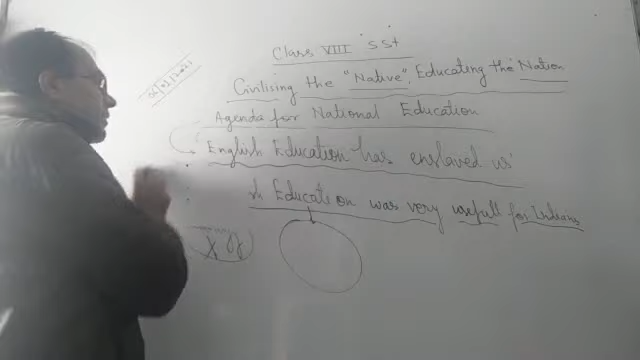 Class VIII SSt
Civilising the "Native", Educating the Nation
Agenda for National Education
English Education has enslaved us
h Education was very usefull for Indians